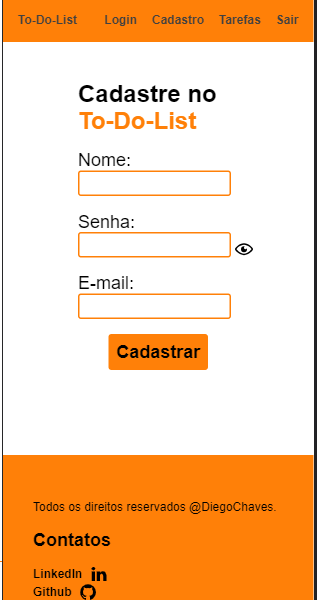 To-Do-List Login Cadastro Tarefas Sair
Cadastre no
To-Do-List
Nome:
Senha:
E-mail:
Cadastrar
Todos os direitos reservados @DiegoChaves.
Contatos
LinkedIn
Github